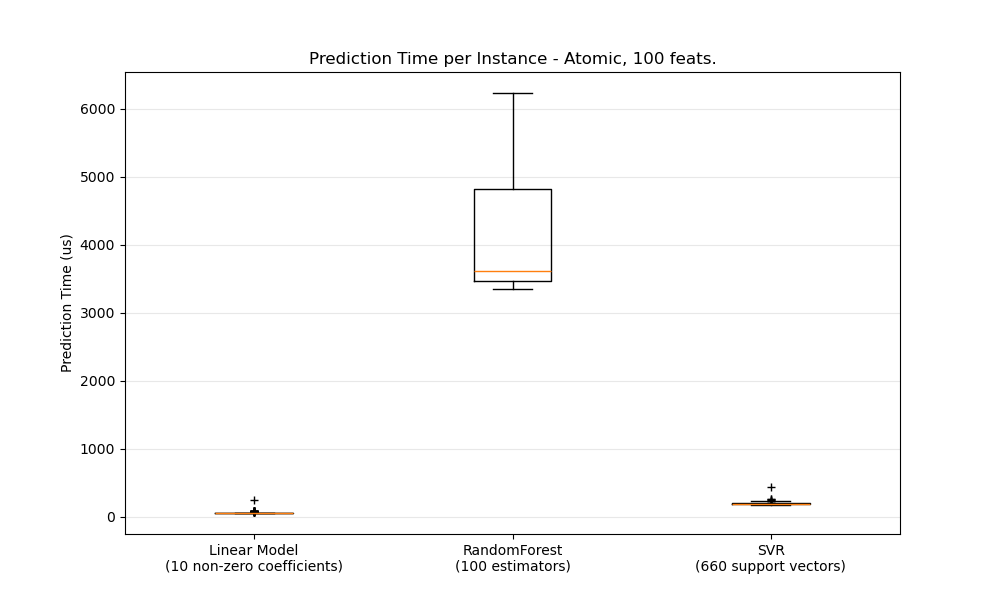 Prediction Time per Instance - Atomic, 100 feats.
Prediction Time (us)
6000
5000
4000
3000
2000
1000
0
Linear Model
(10 non-zero coefficients)
RandomForest
(100 estimators)
SVR
(660 support vectors)